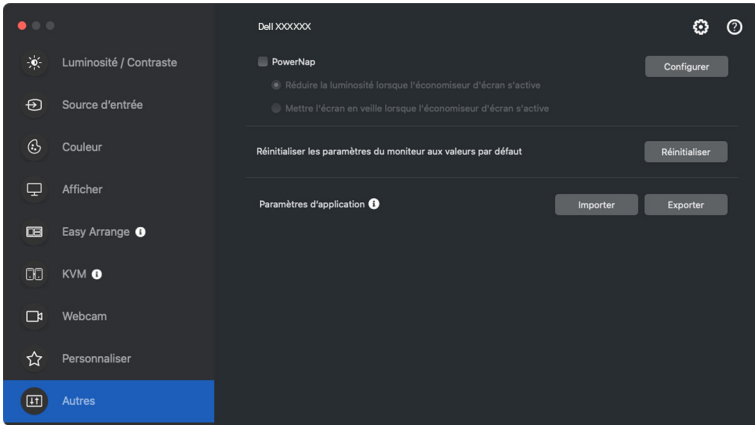 Dell XXXXXX
Luminosité / Contraste
Source d'entrée
Couleur
Afficher
Easy Arrange
KVM
Webcam
Personnaliser
Autres
PowerNap
Configurer
Réduire la luminosité lorsque l'économiseur d'écran s'active
Mettre l'écran en veille lorsque l'économiseur d'écran s'active
Réinitialiser les paramètres du moniteur aux valeurs par défaut
Réinitialiser
Paramètres d'application
Importer
Exporter